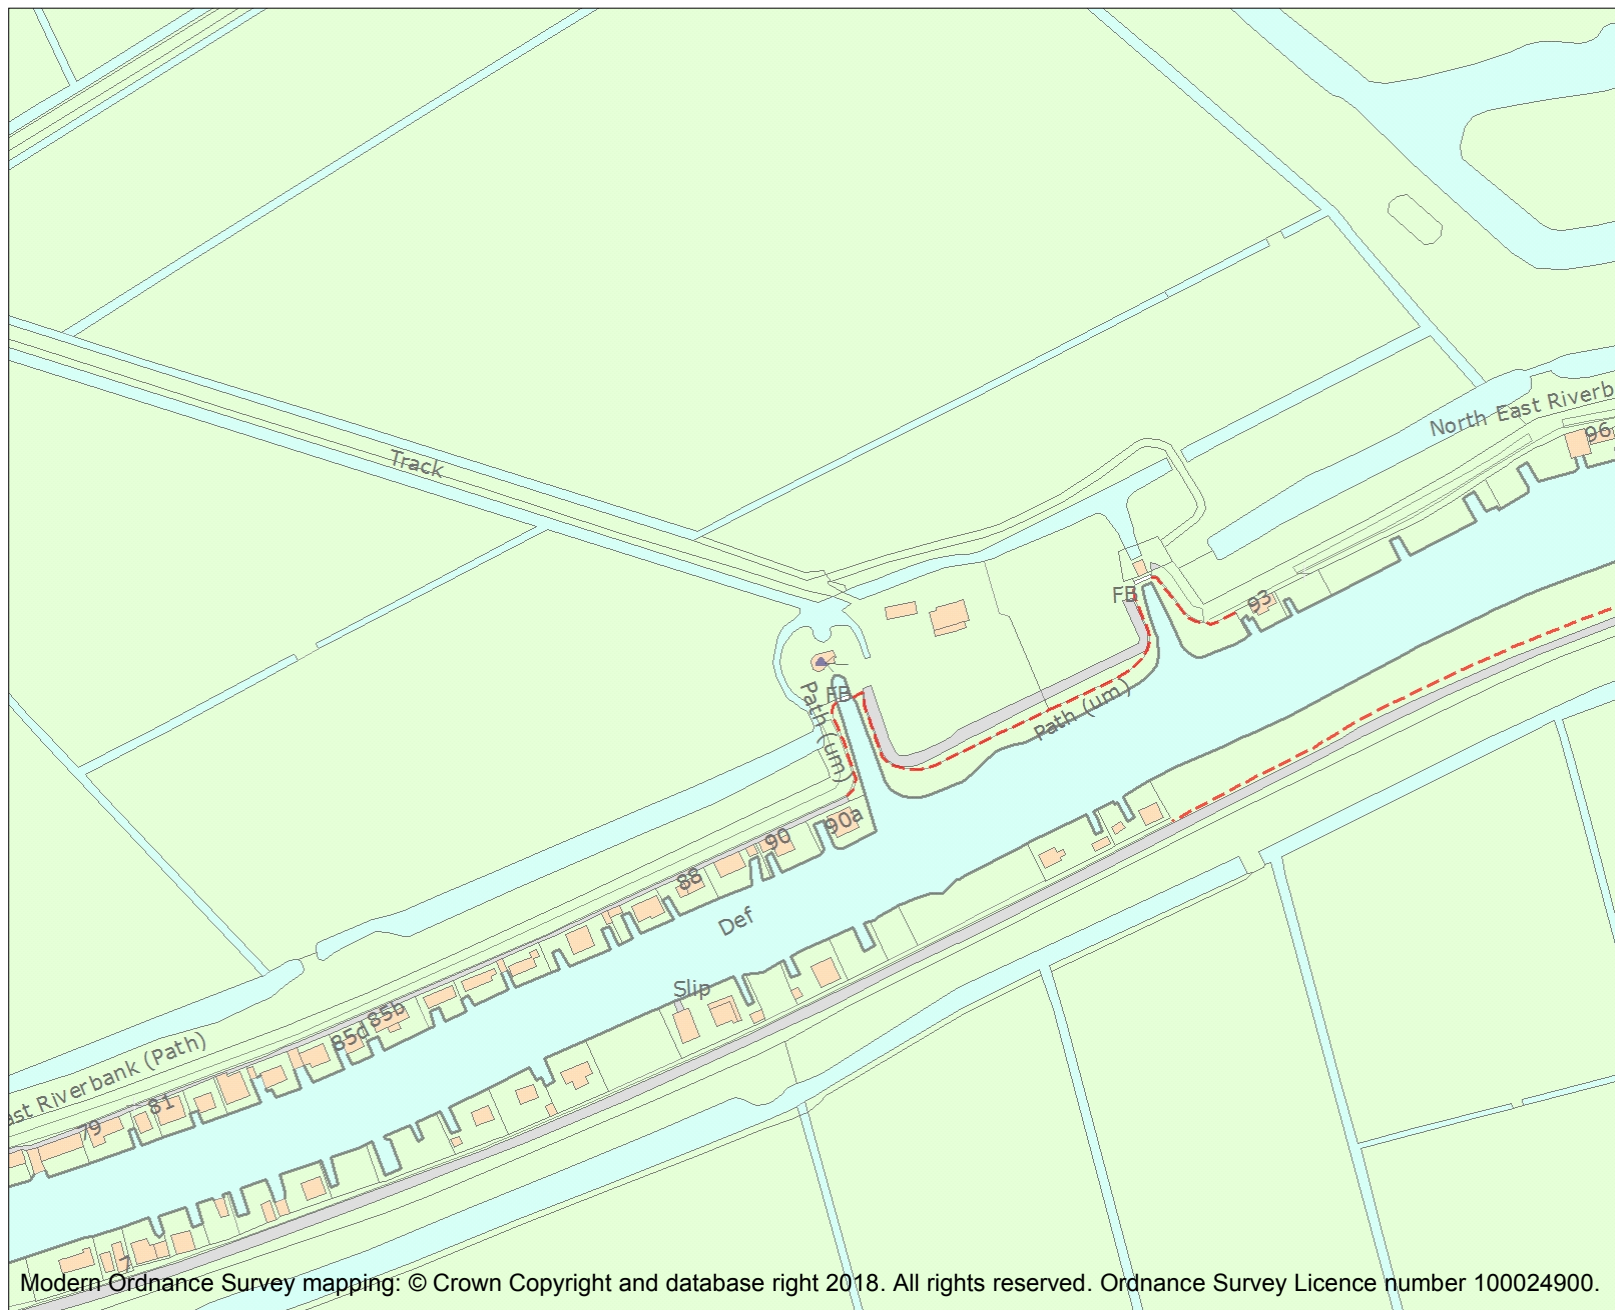 North East Riverb
96
Track
FB
93
Path (um)
FB
Path (um)
90a
90
88
Def
Slip
85b
85d
ast Riverbank (Path)
81
79
7
Modern Ordnance Survey mapping: © Crown Copyright and database right 2018. All rights reserved. Ordnance Survey Licence number 100024900.